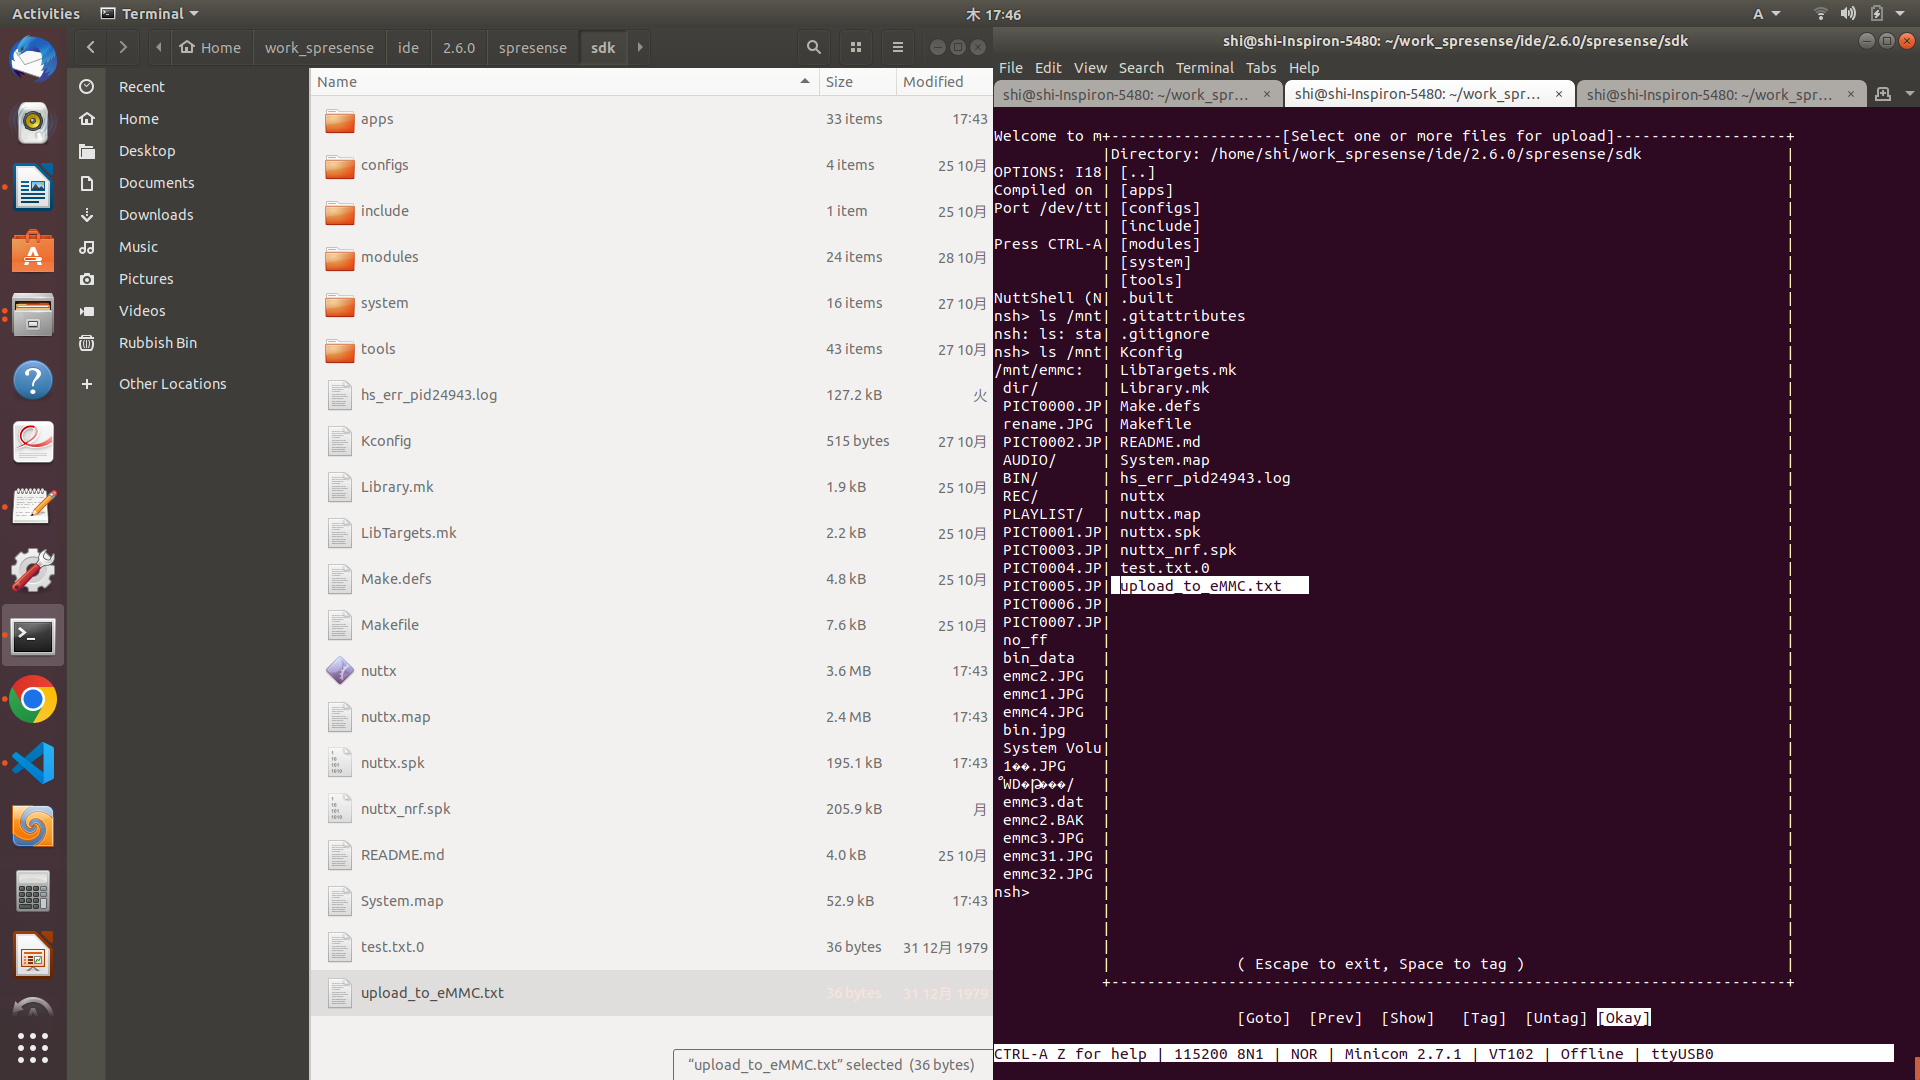 Activities
Terminal
木 17:46
A
Home
work_spresense
ide
2.6.0
spresense
sdk
Recent
Home
Desktop
Documents
Downloads
Music
Pictures
Videos
Rubbish Bin
+ Other Locations
Name Size Modified
apps 33 items 17:43
configs 4 items 25 10月
include 1 item 25 10月
modules 24 items 28 10月
system 16 items 27 10月
tools 43 items 27 10月
hs_err_pid24943.log 127.2 kB 火
Kconfig 515 bytes 27 10月
Library.mk 1.9 kB 25 10月
LibTargets.mk 2.2 kB 25 10月
Make.defs 4.8 kB 25 10月
Makefile 7.6 kB 25 10月
nuttx 3.6 MB 17:43
nuttx.map 2.4 MB 17:43
nuttx.spk 195.1 kB 17:43
nuttx_nrf.spk 205.9 kB 月
README.md 4.0 kB 25 10月
System.map 52.9 kB 17:43
test.txt.0 36 bytes 31 12月 1979
upload_to_eMMC.txt 36 bytes 31 12月 1979
“upload_to_eMMC.txt” selected (36 bytes)
shi@shi-Inspiron-5480: ~/work_spresense/ide/2.6.0/spresense/sdk
File Edit View Search Terminal Tabs Help
shi@shi-Inspiron-5480: ~/work_spr... ×
shi@shi-Inspiron-5480: ~/work_spr... ×
shi@shi-Inspiron-5480: ~/work_spr... ×
Welcome to m+-------------------[Select one or more files for upload]-------------------+
|Directory: /home/shi/work_spresense/ide/2.6.0/spresense/sdk |
OPTIONS: I18| [..] |
Compiled on | [apps] |
Port /dev/tt| [configs] |
| [include] |
Press CTRL-A| [modules] |
| [system] |
| [tools] |
NuttShell (N| .built |
nsh> ls /mnt| .gitattributes |
nsh: ls: sta| .gitignore |
nsh> ls /mnt| Kconfig |
/mnt/emmc: | LibTargets.mk |
dir/ | Library.mk |
PICT0000.JP| Make.defs |
rename.JPG | Makefile |
PICT0002.JP| README.md |
AUDIO/ | System.map |
BIN/ | hs_err_pid24943.log |
REC/ | nuttx |
PLAYLIST/ | nuttx.map |
PICT0001.JP| nuttx.spk |
PICT0003.JP| nuttx_nrf.spk |
PICT0004.JP| test.txt.0 |
PICT0005.JP| upload_to_eMMC.txt |
PICT0006.JP| |
PICT0007.JP| |
no_ff | |
bin_data | |
emmc2.JPG | |
emmc1.JPG | |
emmc4.JPG | |
bin.jpg | |
System Volu| |
1��.JPG | |
| |
emmc3.dat | |
emmc2.BAK | |
emmc3.JPG | |
emmc31.JPG | |
emmc32.JPG | |
nsh> | |
| |
| |
| |
| ( Escape to exit, Space to tag ) |
+---------------------------------------------------------------------------+
[Goto] [Prev] [Show] [Tag] [Untag] [Okay]
CTRL-A Z for help | 115200 8N1 | NOR | Minicom 2.7.1 | VT102 | Offline | ttyUSB0